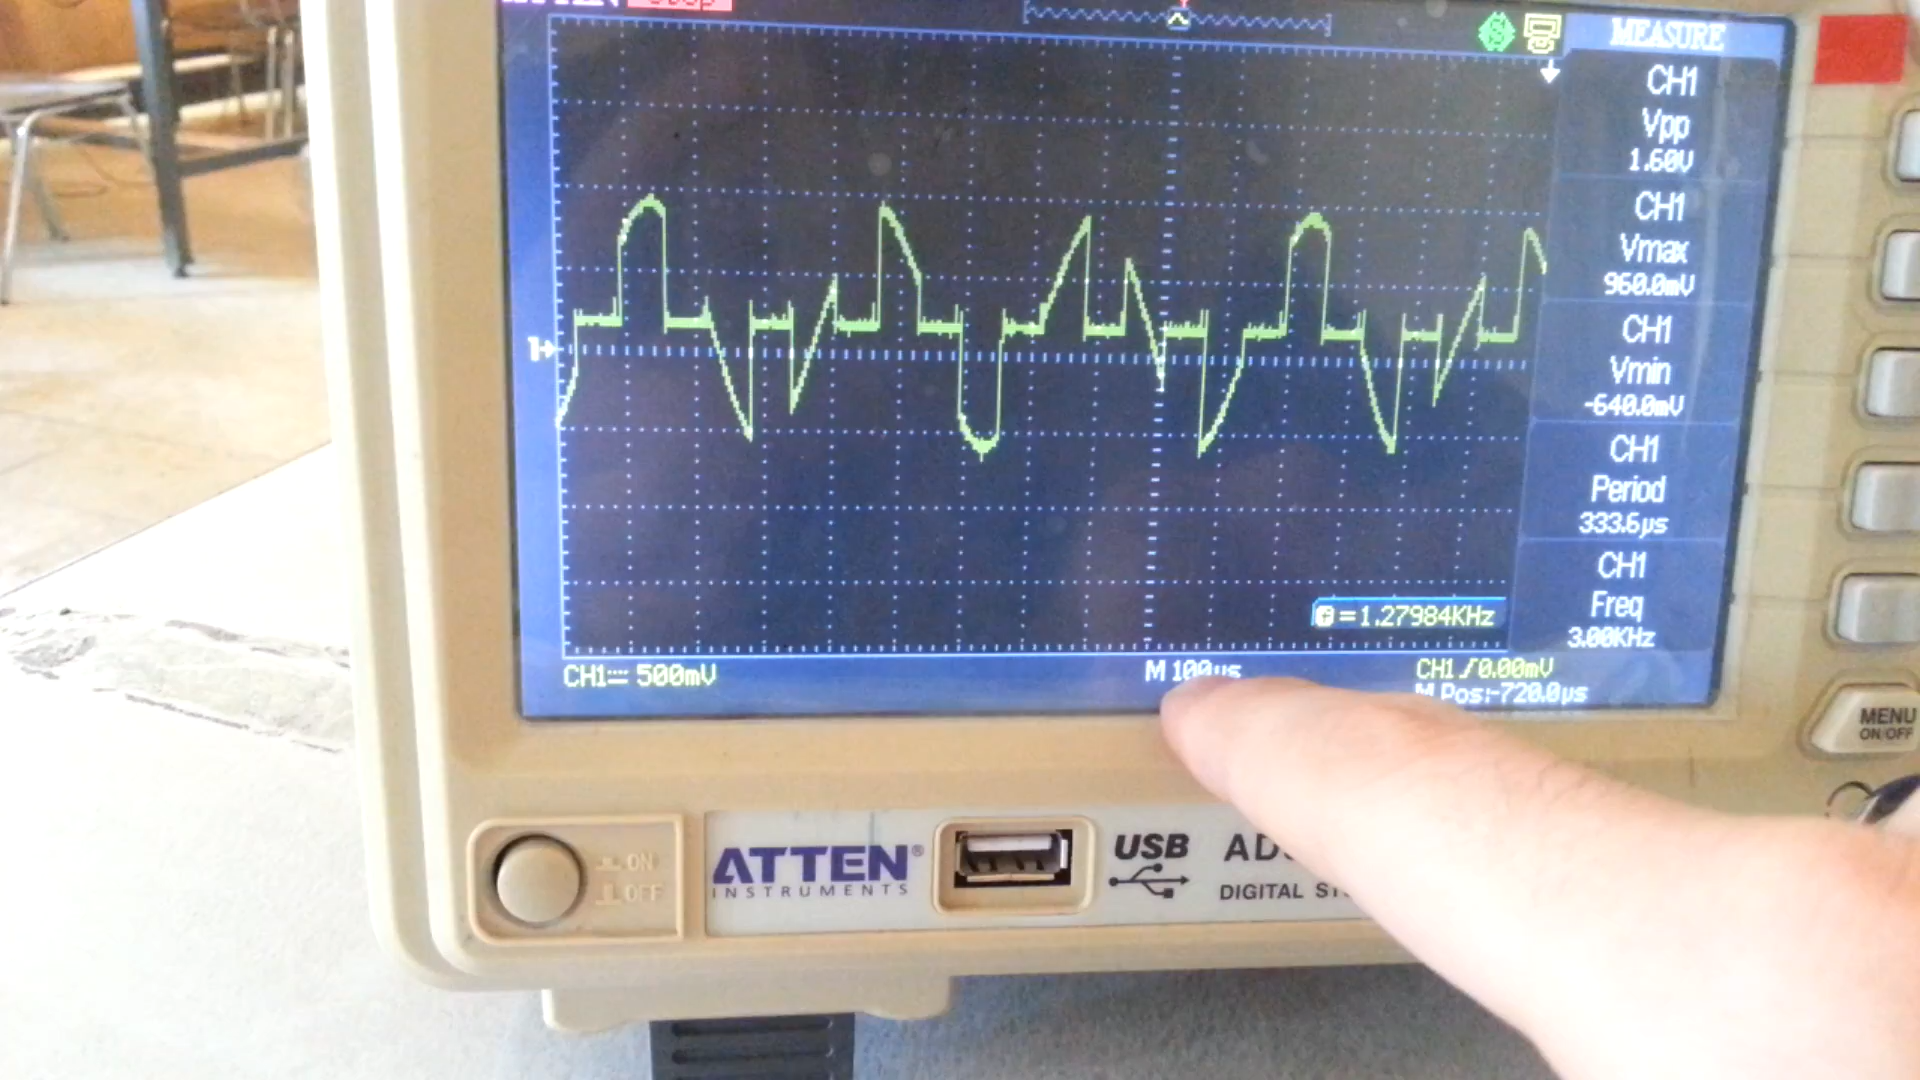 MEASURE
CH1
Vpp
1.60V
CH1
Vmax
960.0mV
CH1
Vmin
-640.0mV
CH1
Period
333.6µs
CH1
Freq
3.00KHz
1
=1.27984KHz
CH1 500mV
M 100µs
CH1 /0.00mV
M Pos:-720.0µs
MENU
ON/OFF
ON
OFF
ATTEN®
INSTRUMENTS
USB
DIGITAL